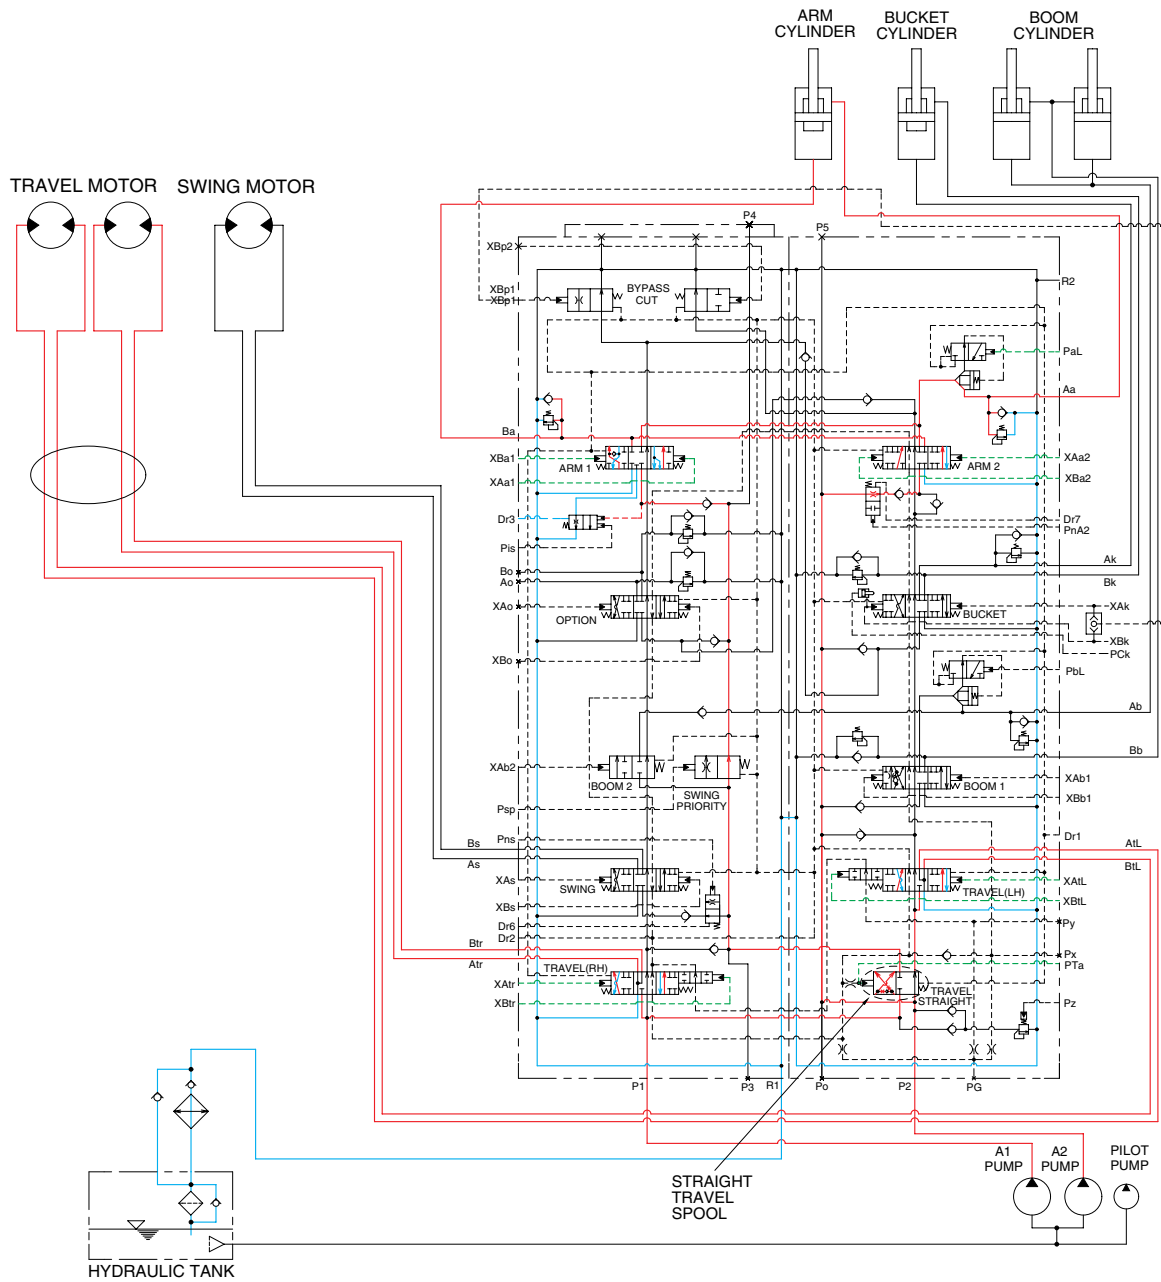 ARM
CYLINDER
BUCKET
CYLINDER
BOOM
CYLINDER
TRAVEL MOTOR
SWING MOTOR
P4
P5
XBp2
XBp1
XBp1
BYPASS
CUT
R2
PaL
Aa
Ba
XBa1
ARM 1
XAa1
ARM 2
XAa2
XBa2
Dr3
Pis
Dr7
PnA2
Bo
Ao
Ak
Bk
XAo
OPTION
BUCKET
XAk
XBk
PCk
XBo
PbL
Ab
Bb
XAb2
BOOM 2
SWING
PRIORITY
BOOM 1
XAb1
XBb1
Psp
Pns
Dr1
Bs
As
AtL
BtL
XAs
SWING
TRAVEL(LH)
XAtL
XBs
XBtL
Dr6
Dr2
Py
Btr
Atr
Px
PTa
TRAVEL(RH)
XAtr
XBtr
TRAVEL
STRAIGHT
Pz
P1
P3
R1
Po
P2
PG
STRAIGHT
TRAVEL
SPOOL
A1
PUMP
A2
PUMP
PILOT
PUMP
HYDRAULIC TANK